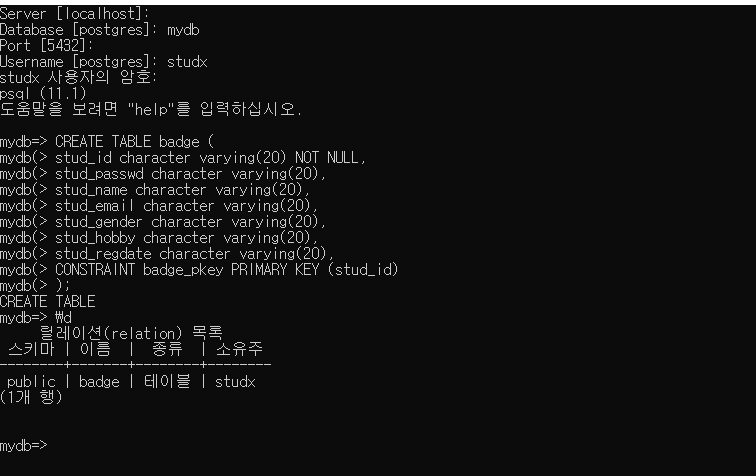 Server [localhost]:
Database [postgres]: mydb
Port [5432]:
Username [postgres]: studx
studx 사용자의 암호:
psql (11.1)
도움말을 보려면 "help"를 입력하십시오.
mydb=> CREATE TABLE badge (
mydb(> stud_id character varying(20) NOT NULL,
mydb(> stud_passwd character varying(20),
mydb(> stud_name character varying(20),
mydb(> stud_email character varying(20),
mydb(> stud_gender character varying(20),
mydb(> stud_hobby character varying(20),
mydb(> stud_regdate character varying(20),
mydb(> CONSTRAINT badge_pkey PRIMARY KEY (stud_id)
mydb(> );
CREATE TABLE
mydb=> ₩d
릴레이션(relation) 목록
스키마 | 이름 | 종류 | 소유주
--------+-------+--------+--------
public | badge | 테이블 | studx
(1개 행)
mydb=>